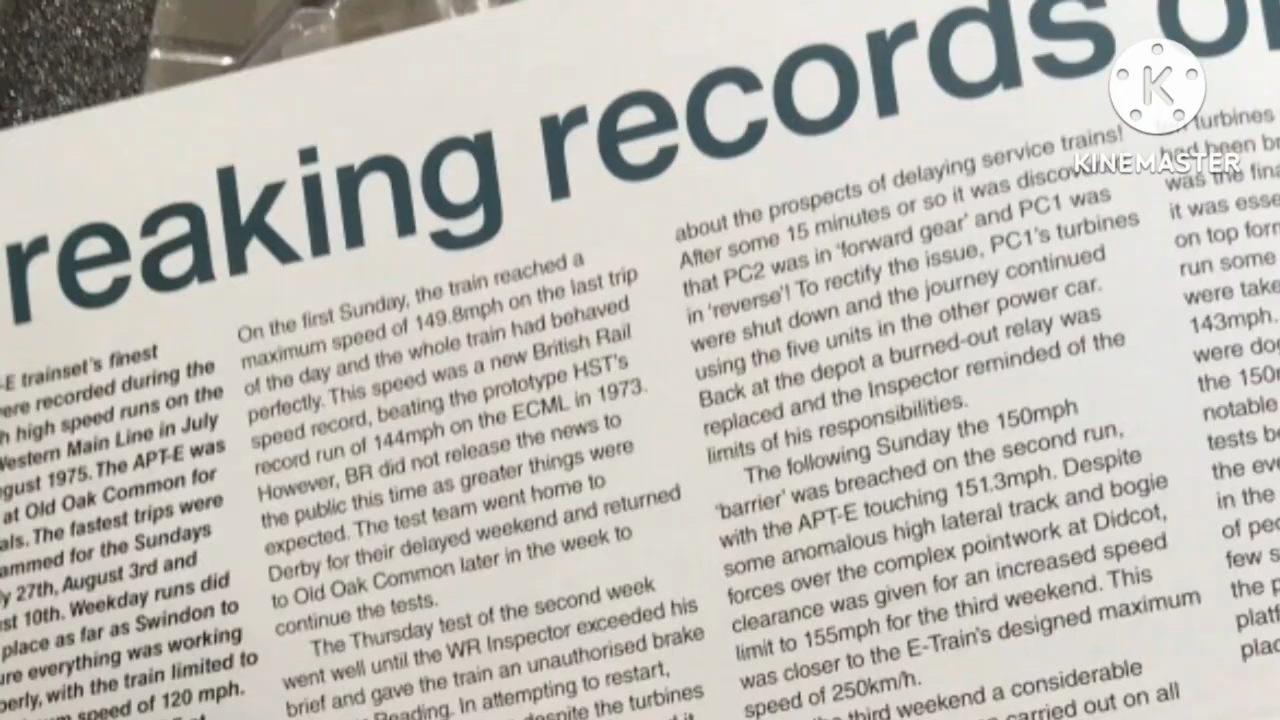 reaking records o
KINEMASTER
-E trainset's finest
ere recorded during the
h high speed runs on the
Western Main Line in July
gust 1975. The APT-E was
at Old Oak Common for
als. The fastest trips were
ammed for the Sundays
y 27th, August 3rd and
st 10th. Weekday runs did
place as far as Swindon to
ure everything was working
perly, with the train limited to
speed of 120 mph.
On the first Sunday, the train reached a
maximum speed of 149.8mph on the last trip
of the day and the whole train had behaved
perfectly. This speed was a new British Rail
speed record, beating the prototype HST's
record run of 144mph on the ECML in 1973.
However, BR did not release the news to
the public this time as greater things were
expected. The test team went home to
Derby for their delayed weekend and returned
to Old Oak Common later in the week to
continue the tests.
The Thursday test of the second week
went well until the WR Inspector exceeded his
brief and gave the train an unauthorised brake
Reading. In attempting to restart,
despite the turbines
about the prospects of delaying service trains!
After some 15 minutes or so it was disco
that PC2 was in 'forward gear' and PC1 was
in 'reverse'! To rectify the issue, PC1's turbines
were shut down and the journey continued
using the five units in the other power car.
Back at the depot a burned-out relay was
replaced and the Inspector reminded of the
limits of his responsibilities.
The following Sunday the 150mph
'barrier' was breached on the second run,
with the APT-E touching 151.3mph. Despite
some anomalous high lateral track and bogie
forces over the complex pointwork at Didcot,
clearance was given for an increased speed
limit to 155mph for the third weekend. This
was closer to the E-Train's designed maximum
speed of 250km/h.
third weekend a considerable
carried out on all
turbines
had been b
was the fina
it was esse
on top form
run some
were take
143mph.
were do
the 150m
notable
tests b
the eve
in the
of pe
few s
the p
platf
plac